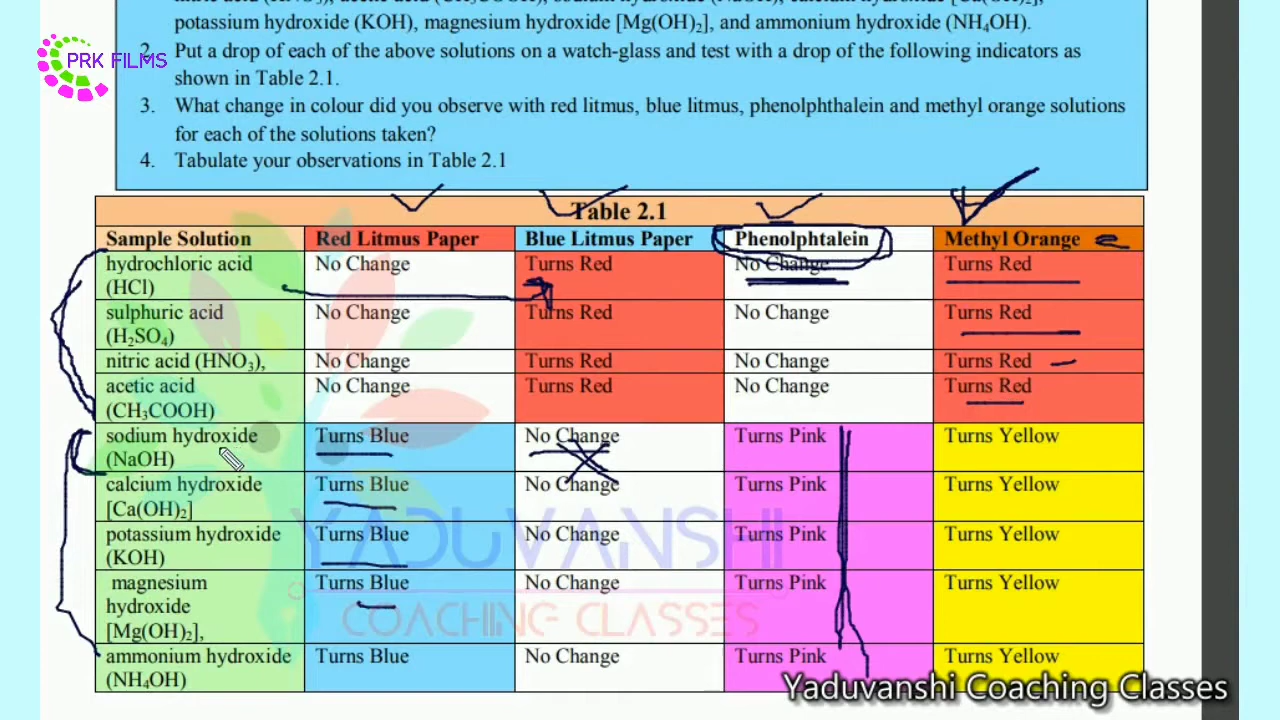 potassium hydroxide (KOH), magnesium hydroxide [Mg(OH)₂], and ammonium hydroxide (NH₄OH).
PRK FILMS
2. Put a drop of each of the above solutions on a watch-glass and test with a drop of the following indicators as
shown in Table 2.1.
3. What change in colour did you observe with red litmus, blue litmus, phenolphthalein and methyl orange solutions
for each of the solutions taken?
4. Tabulate your observations in Table 2.1
Table 2.1
Sample Solution Red Litmus Paper Blue Litmus Paper Phenolphtalein Methyl Orange
hydrochloric acid No Change Turns Red No Change Turns Red
(HCl)
sulphuric acid No Change Turns Red No Change Turns Red
(H₂SO₄)
nitric acid (HNO₃), No Change Turns Red No Change Turns Red
acetic acid No Change Turns Red No Change Turns Red
(CH₃COOH)
sodium hydroxide Turns Blue No Change Turns Pink Turns Yellow
(NaOH)
calcium hydroxide Turns Blue No Change Turns Pink Turns Yellow
[Ca(OH)₂]
potassium hydroxide Turns Blue No Change Turns Pink Turns Yellow
(KOH)
magnesium Turns Blue No Change Turns Pink Turns Yellow
hydroxide
[Mg(OH)₂],
ammonium hydroxide Turns Blue No Change Turns Pink Turns Yellow
(NH₄OH)
YADUVANSHI
COACHING CLASSES
Yaduvanshi Coaching Classes